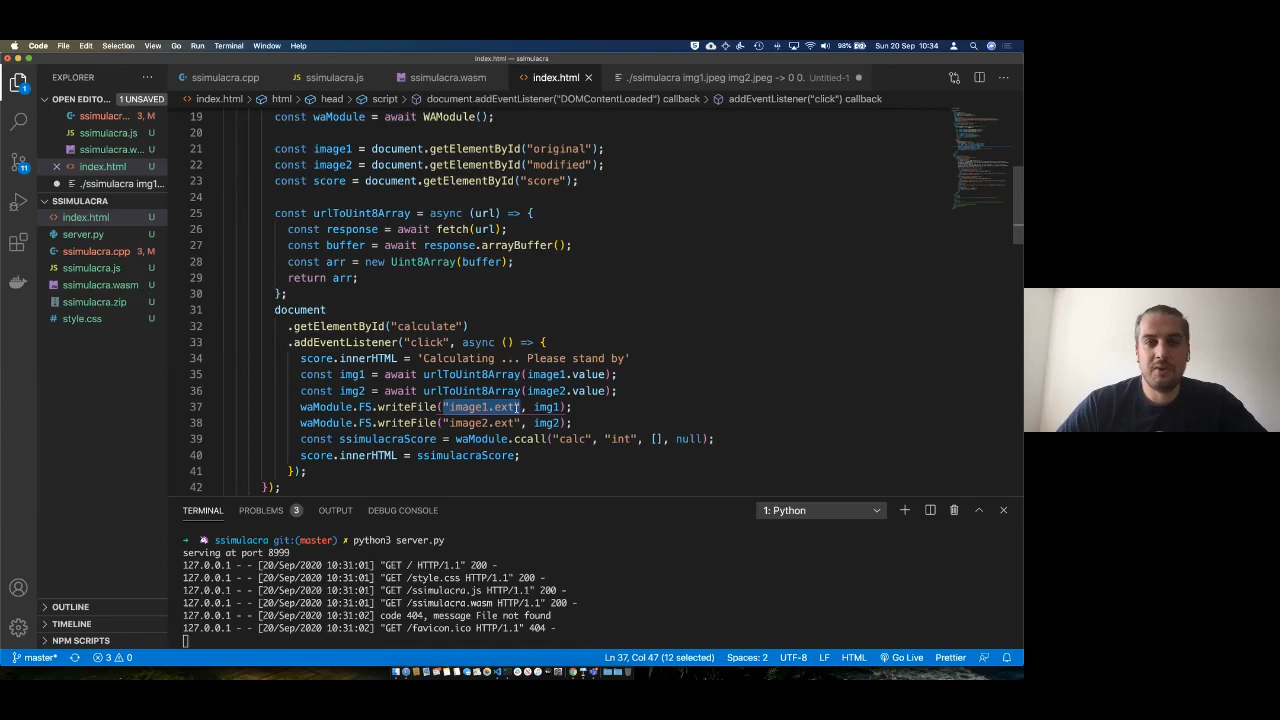 Code File Edit Selection View Go Run Terminal Window Help 98% Sun 20 Sep 10:34
index.html — ssimulacra
EXPLORER ···
ssimulacra.cpp ssimulacra.js ssimulacra.wasm index.html ./ssimulacra img1.jpeg img2.jpeg -> 0 0. Untitled-1
OPEN EDITO... 1 UNSAVED
index.html > html > head > script > document.addEventListener("DOMContentLoaded") callback > addEventListener("click") callback
ssimulacr... 3, M
ssimulacra.js U
ssimulacra.w... U
index.html U
./ssimulacra img1...
SSIMULACRA
index.html U
server.py U
ssimulacra.cpp 3, M
ssimulacra.js U
ssimulacra.wasm U
ssimulacra.zip U
style.css U
1
11
19 const waModule = await WAModule();
20
21 const image1 = document.getElementById("original");
22 const image2 = document.getElementById("modified");
23 const score = document.getElementById("score");
24
25 const urlToUint8Array = async (url) => {
26 const response = await fetch(url);
27 const buffer = await response.arrayBuffer();
28 const arr = new Uint8Array(buffer);
29 return arr;
30 };
31 document
32 .getElementById("calculate")
33 .addEventListener("click", async () => {
34 score.innerHTML = 'Calculating ... Please stand by'
35 const img1 = await urlToUint8Array(image1.value);
36 const img2 = await urlToUint8Array(image2.value);
37 waModule.FS.writeFile("image1.ext", img1);
38 waModule.FS.writeFile("image2.ext", img2);
39 const ssimulacraScore = waModule.ccall("calc", "int", [], null);
40 score.innerHTML = ssimulacraScore;
41 });
42 });
TERMINAL PROBLEMS 3 OUTPUT DEBUG CONSOLE 1: Python
→ ssimulacra git:(master) ✗ python3 server.py
serving at port 8999
127.0.0.1 - - [20/Sep/2020 10:31:01] "GET / HTTP/1.1" 200 -
127.0.0.1 - - [20/Sep/2020 10:31:01] "GET /style.css HTTP/1.1" 200 -
127.0.0.1 - - [20/Sep/2020 10:31:01] "GET /ssimulacra.js HTTP/1.1" 200 -
127.0.0.1 - - [20/Sep/2020 10:31:01] "GET /ssimulacra.wasm HTTP/1.1" 200 -
127.0.0.1 - - [20/Sep/2020 10:31:02] code 404, message File not found
127.0.0.1 - - [20/Sep/2020 10:31:02] "GET /favicon.ico HTTP/1.1" 404 -
OUTLINE
TIMELINE
NPM SCRIPTS
master* 3 0 Ln 37, Col 47 (12 selected) Spaces: 2 UTF-8 LF HTML Go Live Prettier